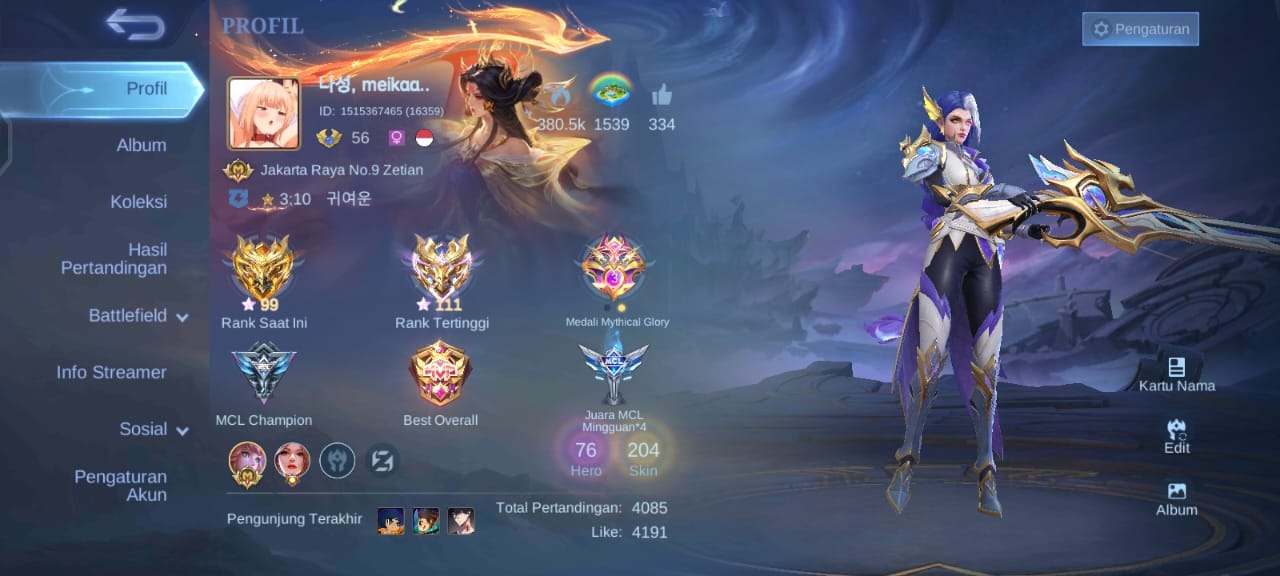 PROFIL
Pengaturan
Profil
Album
Koleksi
Hasil
Pertandingan
Battlefield
Info Streamer
Sosial
Pengaturan
Akun
나성, meikaa..
ID: 1515367465 (16359)
56
380.5k 1539 334
Jakarta Raya No.9 Zetian
3:10 귀여운
99
Rank Saat Ini
111
Rank Tertinggi
3
Medali Mythical Glory
MCL Champion
Best Overall
MCL
Juara MCL
Mingguan*4
76
Hero
204
Skin
Pengunjung Terakhir
Total Pertandingan: 4085
Like: 4191
Kartu Nama
Edit
Album